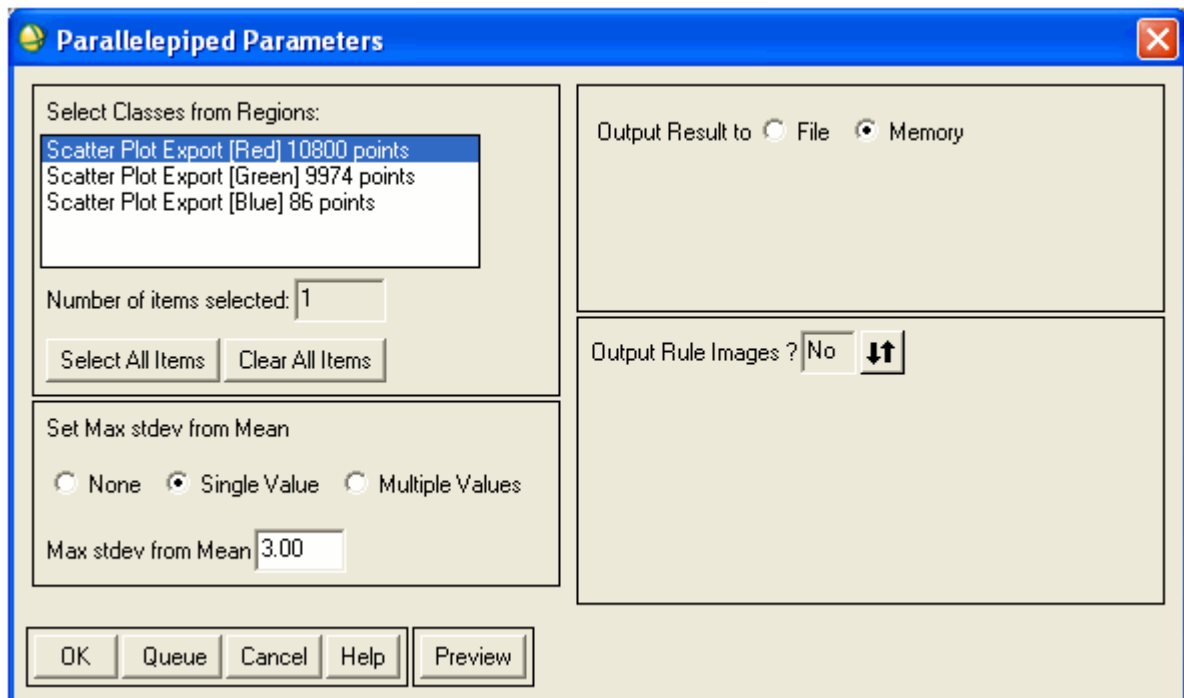 Parallelepiped Parameters
Select Classes from Regions:
Scatter Plot Export [Red] 10800 points
Scatter Plot Export [Green] 9974 points
Scatter Plot Export [Blue] 86 points
Number of items selected: 1
Select All Items Clear All Items
Set Max stdev from Mean
None Single Value Multiple Values
Max stdev from Mean 3.00
Output Result to File Memory
Output Rule Images ? No
OK Queue Cancel Help Preview